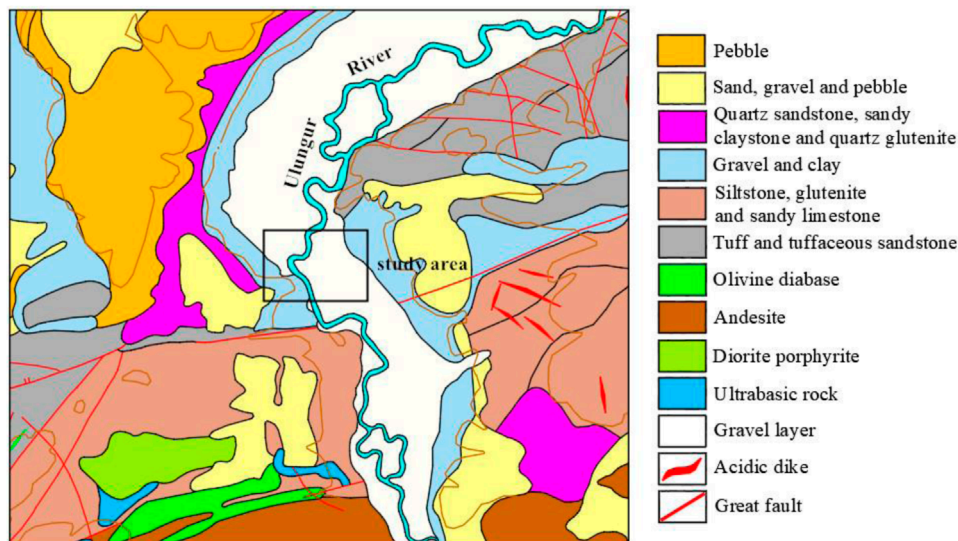 River
Ulungur
study area
Pebble
Sand, gravel and pebble
Quartz sandstone, sandy
claystone and quartz glutenite
Gravel and clay
Siltstone, glutenite
and sandy limestone
Tuff and tuffaceous sandstone
Olivine diabase
Andesite
Diorite porphyrite
Ultrabasic rock
Gravel layer
Acidic dike
Great fault